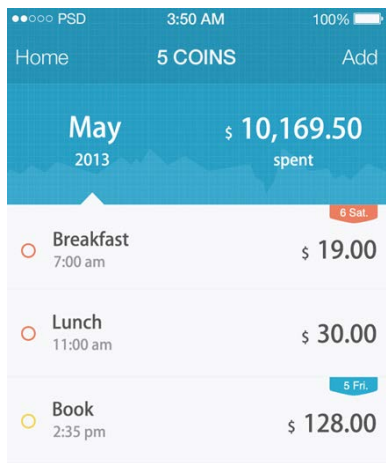 PSD 3:50 AM 100%
Home 5 COINS Add
May $ 10,169.50
2013 spent
6 Sat.
Breakfast $ 19.00
7:00 am
Lunch $ 30.00
11:00 am
5 Fri.
Book $ 128.00
2:35 pm